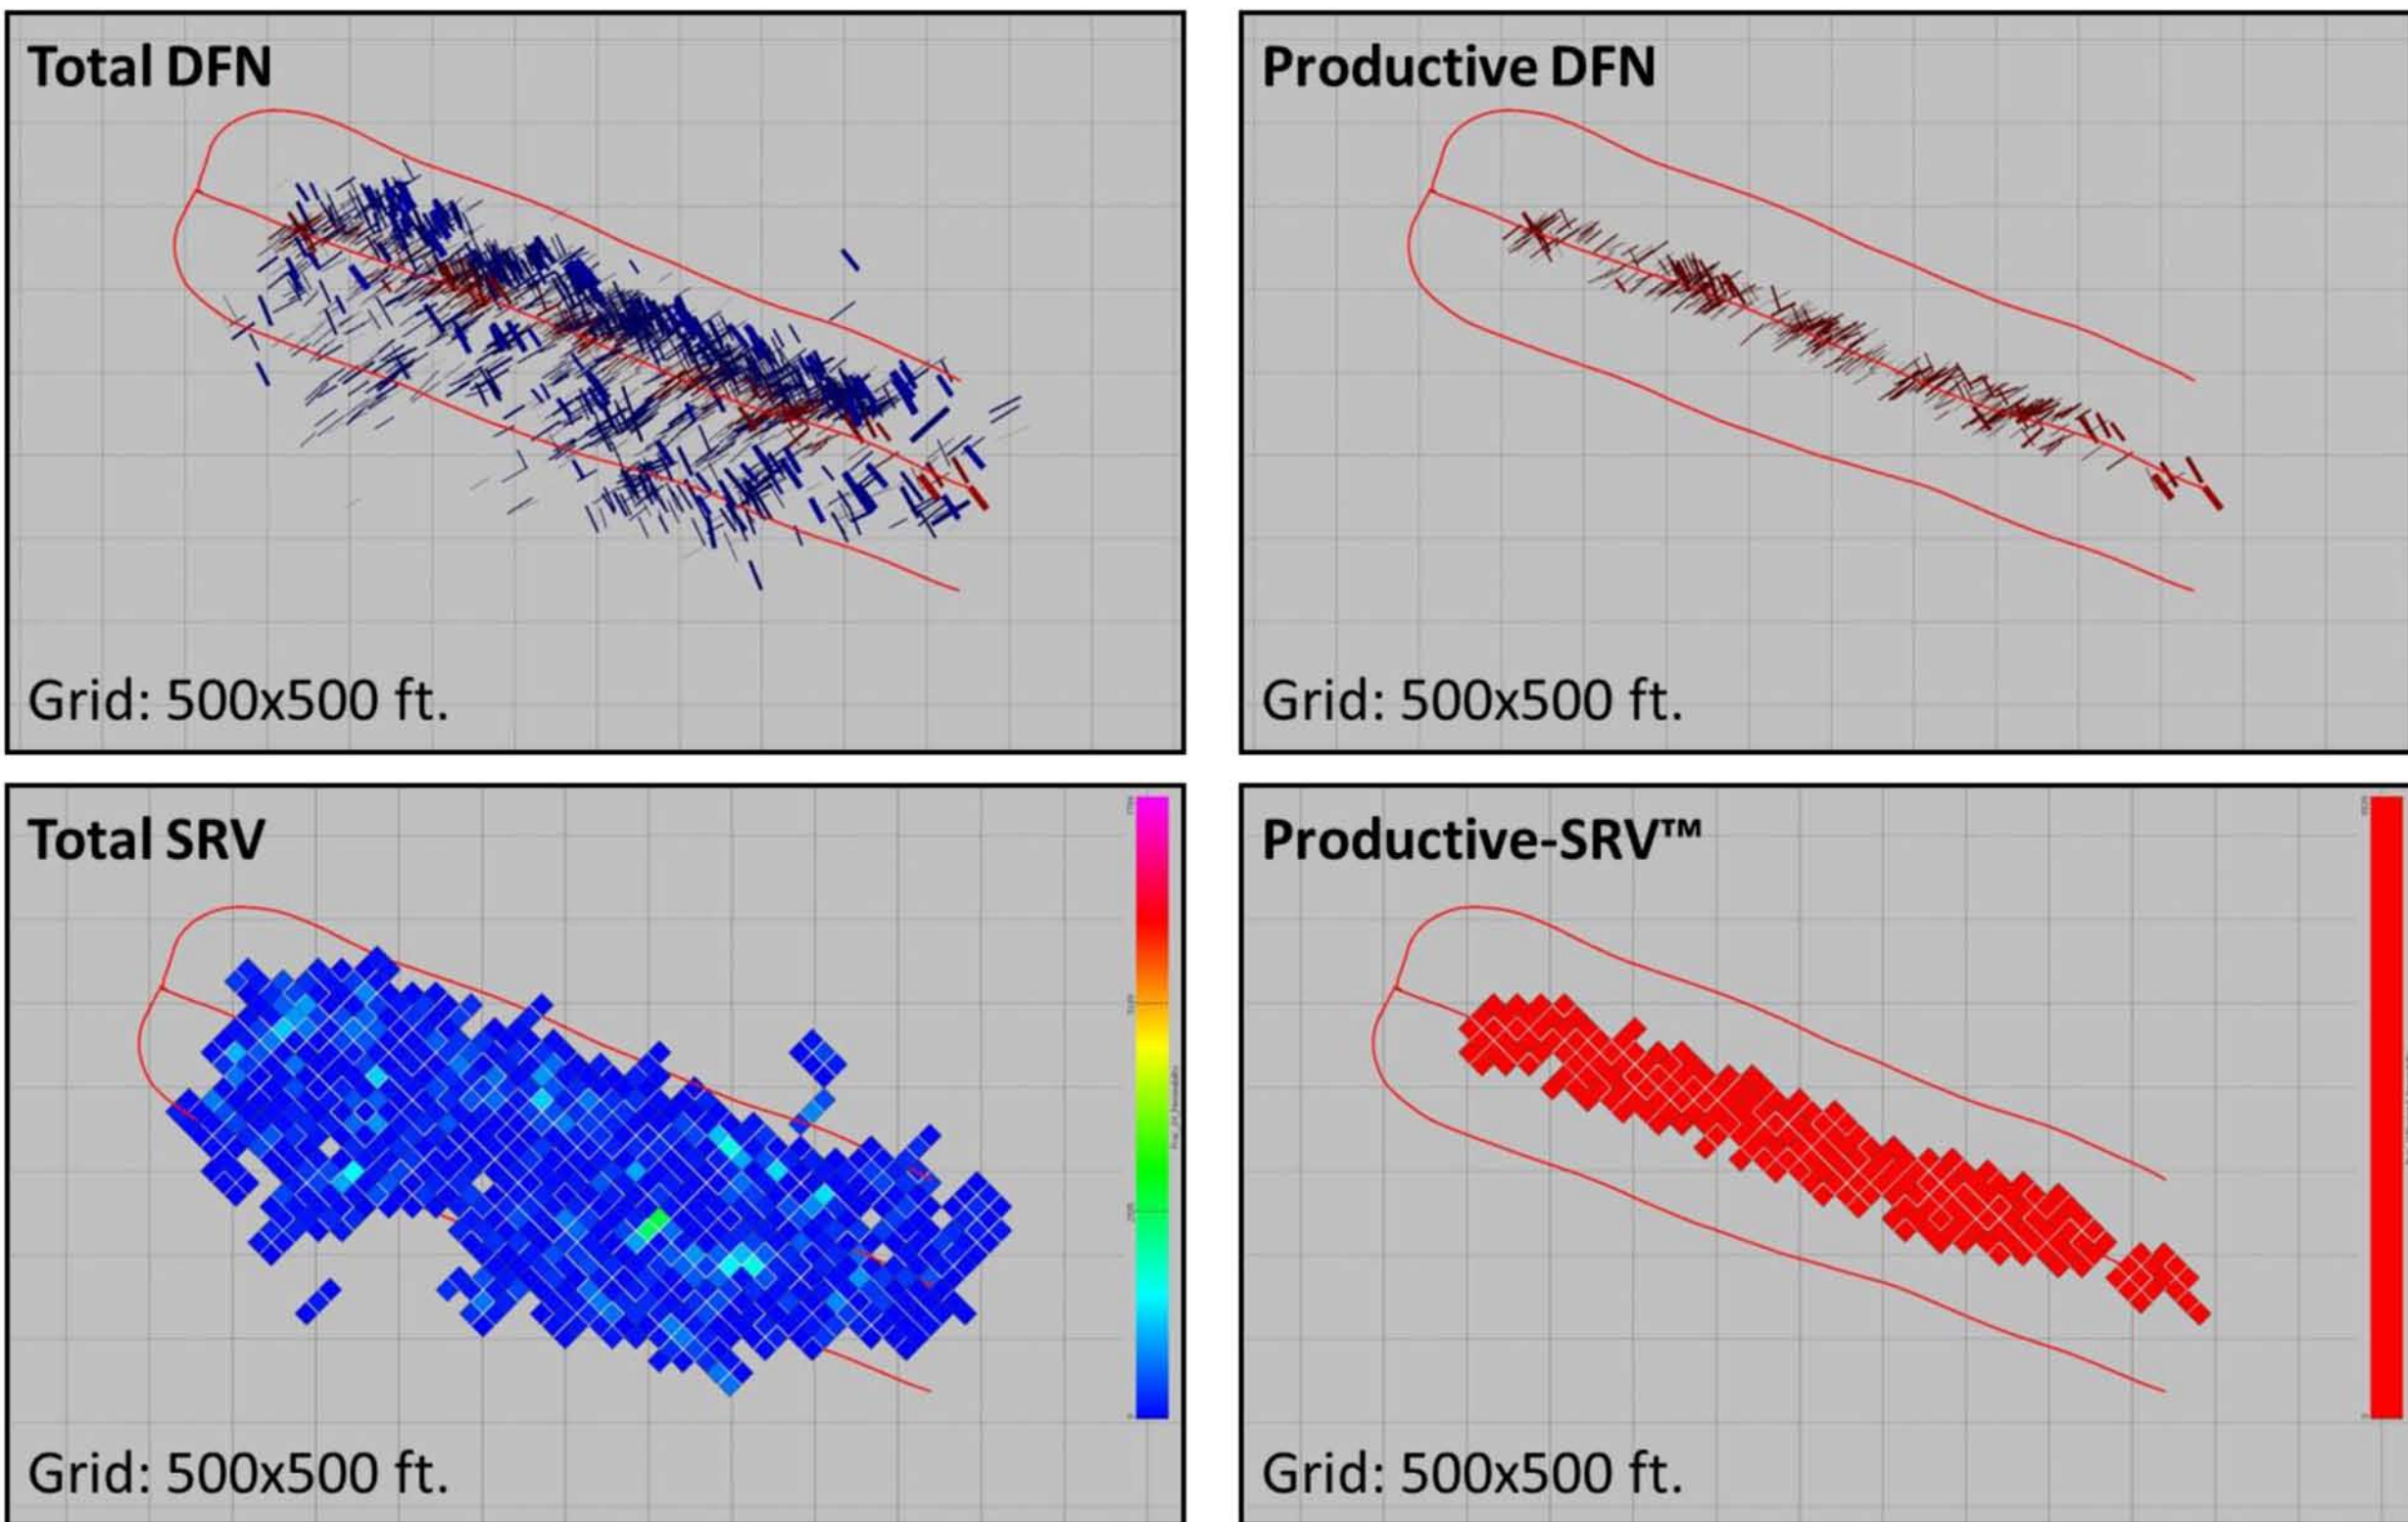 Total DFN
Grid: 500x500 ft.
Productive DFN
Grid: 500x500 ft.
Total SRV
Grid: 500x500 ft.
Productive-SRV™
Grid: 500x500 ft.